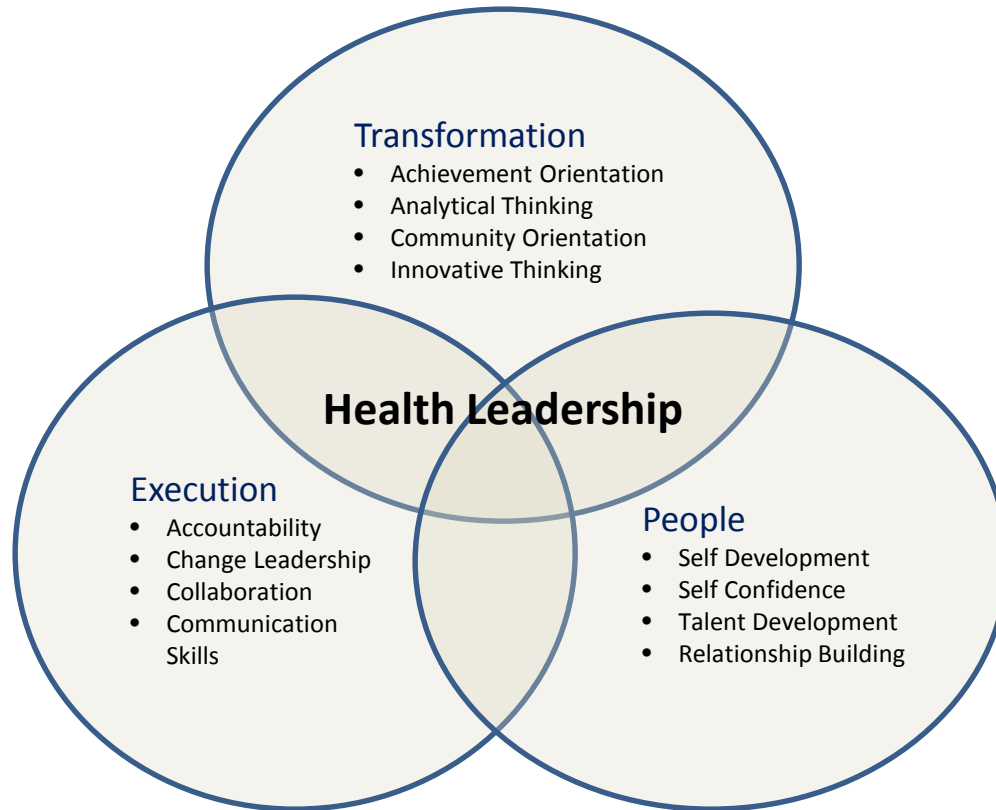 Transformation
• Achievement Orientation
• Analytical Thinking
• Community Orientation
• Innovative Thinking
Health Leadership
Execution
• Accountability
• Change Leadership
• Collaboration
• Communication
Skills
People
• Self Development
• Self Confidence
• Talent Development
• Relationship Building